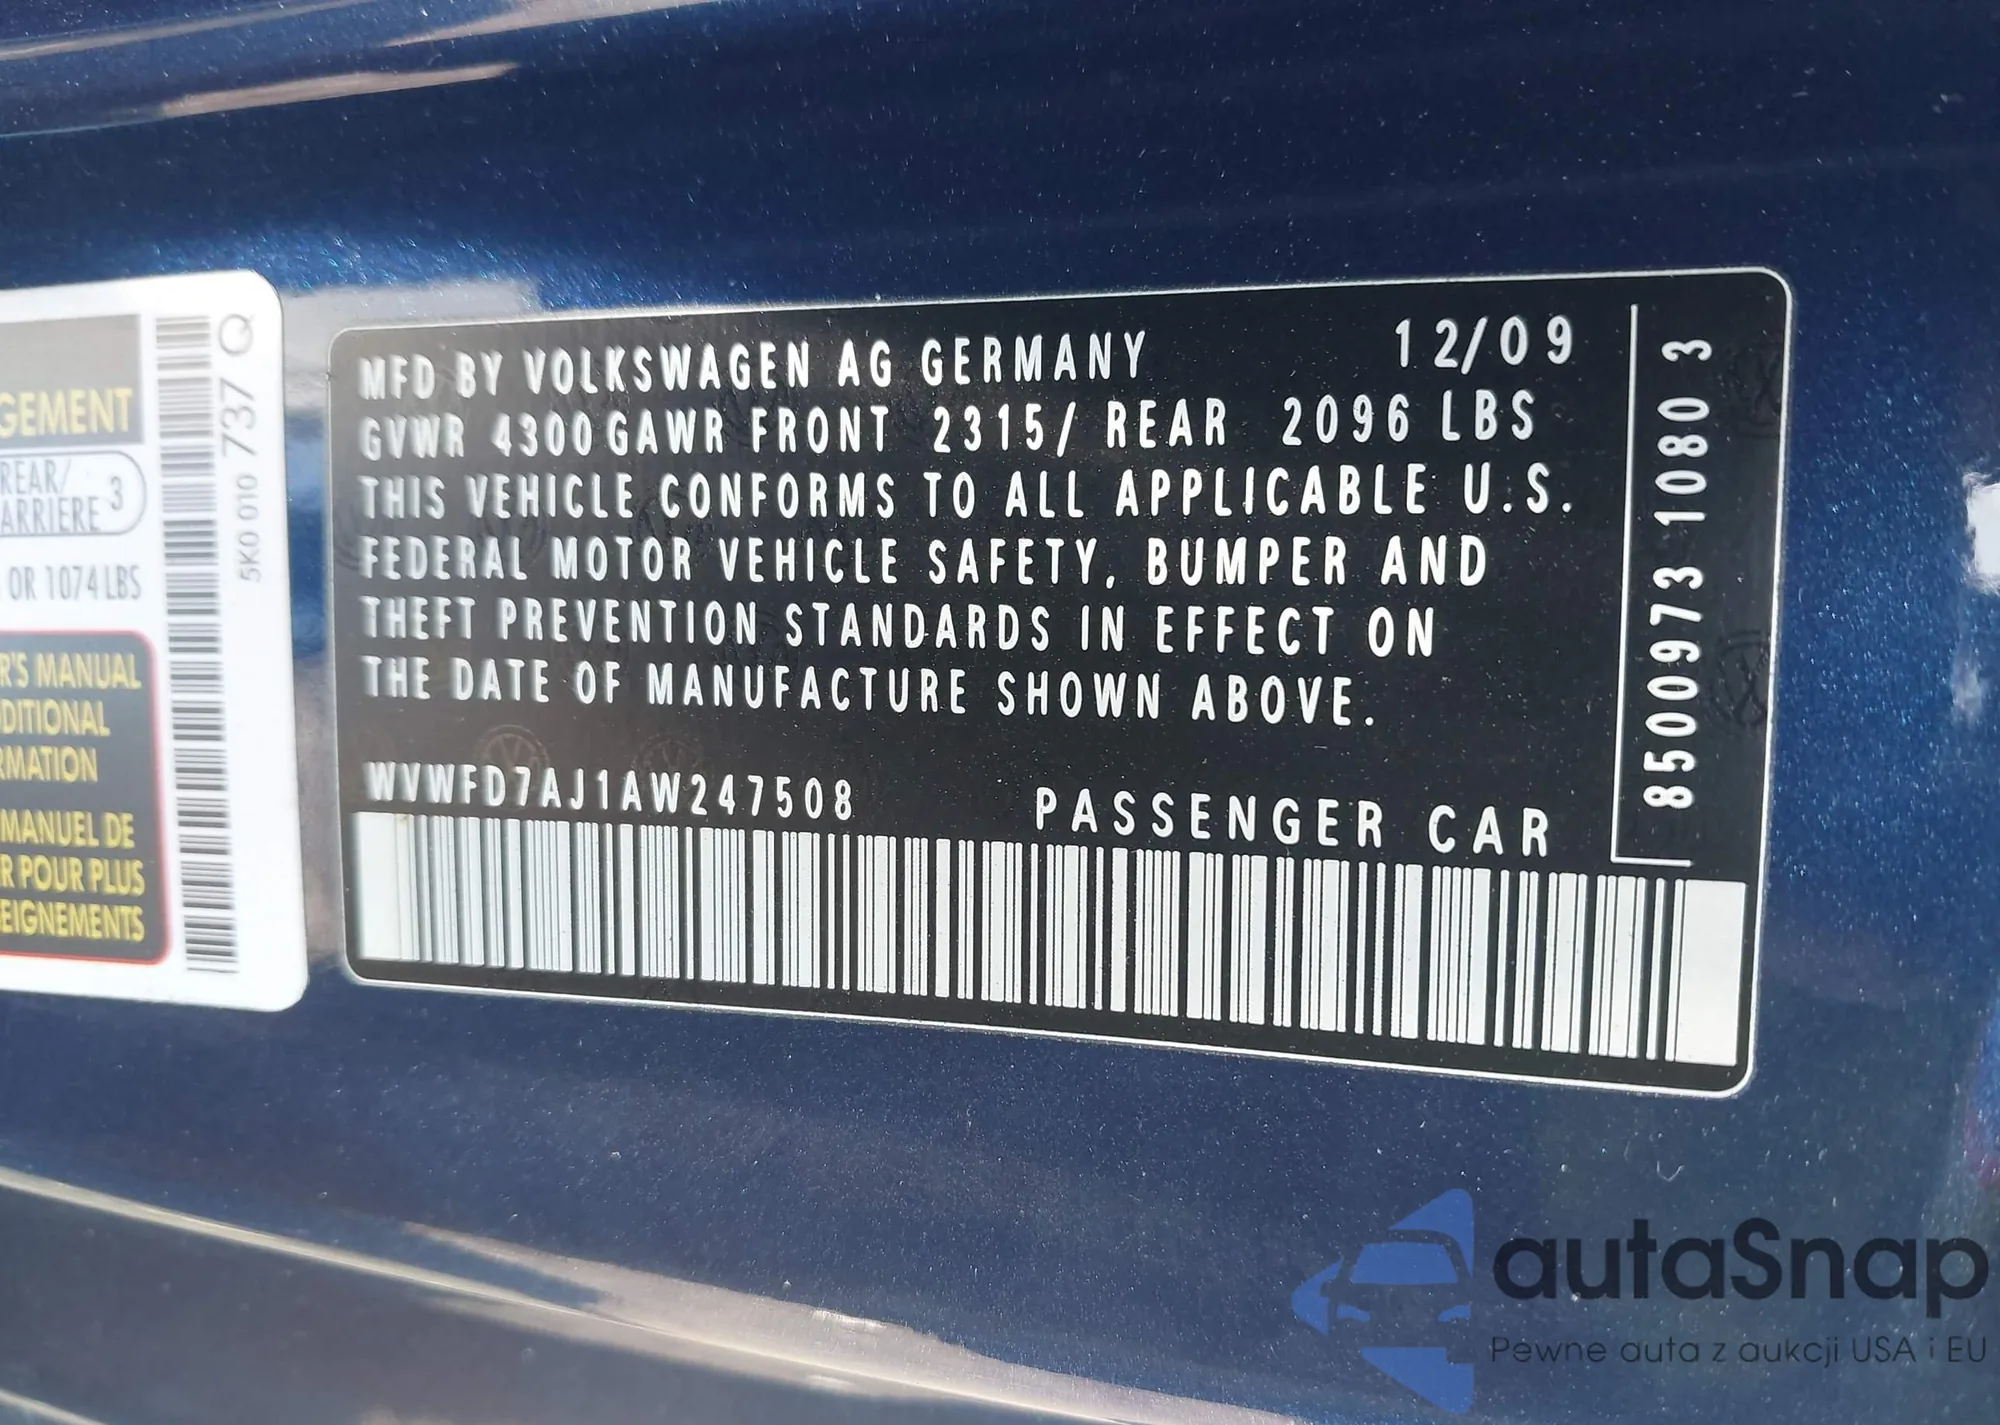 GEMENT
REAR/
ARRIERE 3
OR 1074 LBS
R'S MANUAL
DITIONAL
RMATION
MANUEL DE
R POUR PLUS
EIGNEMENTS
5K0 010 737 Q
MFD BY VOLKSWAGEN AG GERMANY 12/09
GVWR 4300 GAWR FRONT 2315/ REAR 2096 LBS
THIS VEHICLE CONFORMS TO ALL APPLICABLE U.S.
FEDERAL MOTOR VEHICLE SAFETY, BUMPER AND
THEFT PREVENTION STANDARDS IN EFFECT ON
THE DATE OF MANUFACTURE SHOWN ABOVE.
WVWFD7AJ1AW247508 PASSENGER CAR
8500973 1080 3
autaSnap
Pewne auta z aukcji USA i EU